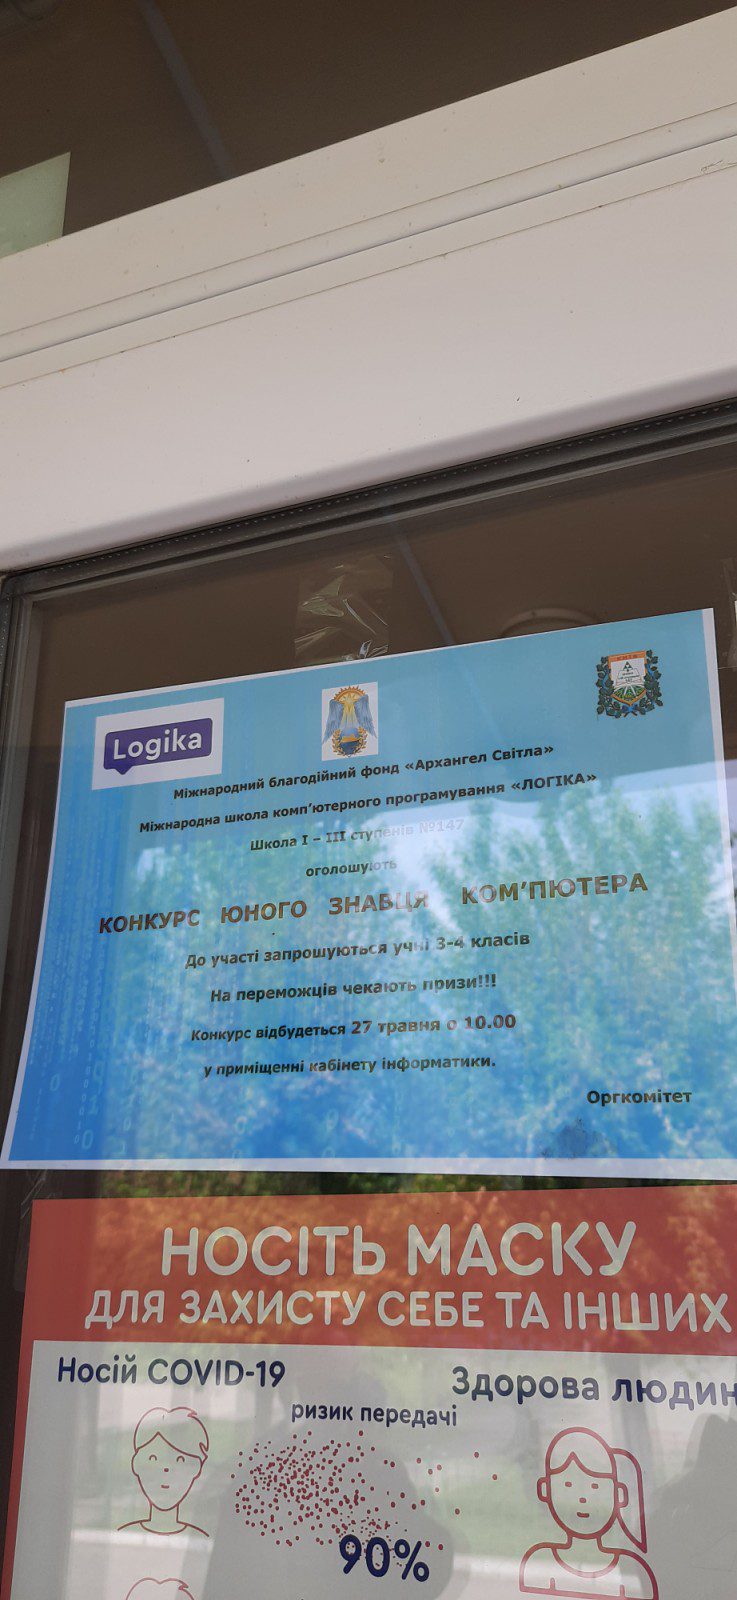 Logika
Міжнародний благодійний фонд «Архангел Світла»
Міжнародна школа комп'ютерного програмування «ЛОГІКА»
Школа І – ІІІ ступенів №147
оголошують
КОНКУРС ЮНОГО ЗНАВЦЯ КОМ'ПЮТЕРА
До участі запрошуються учні 3-4 класів
На переможців чекають призи!!!
Конкурс відбудеться 27 травня о 10.00
у приміщенні кабінету інформатики.
Оргкомітет
НОСІТЬ МАСКУ
ДЛЯ ЗАХИСТУ СЕБЕ ТА ІНШИХ
Носій COVID-19
Здорова людин
ризик передачі
90%